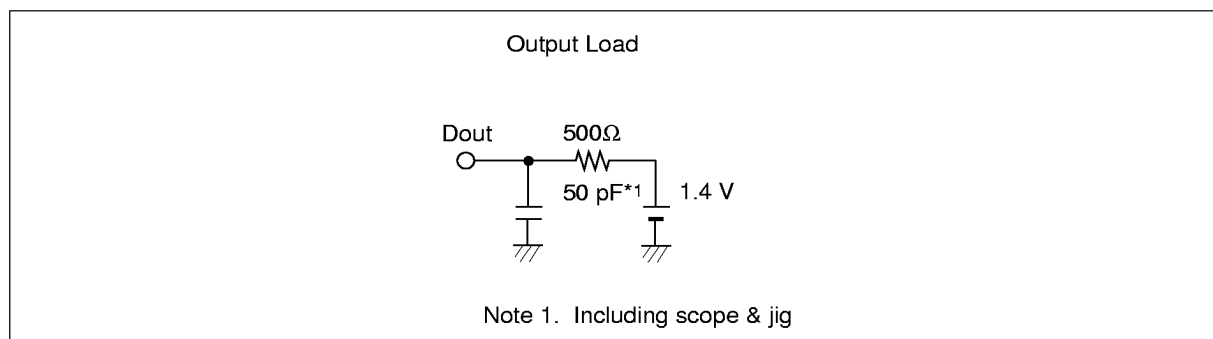 Output Load
Dout
500Ω
50 pF*1
1.4 V
Note 1. Including scope & jig